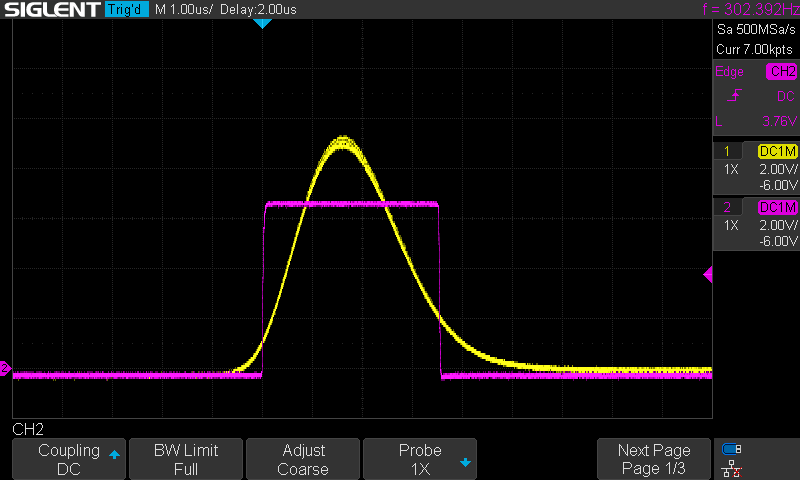 SIGLENT Trig'd M 1.00us/ Delay:2.00us f = 302.392Hz
Sa 500MSa/s
Curr 7.00kpts
Edge CH2
DC
L 3.76V
1 DC1M
1X 2.00V/
-6.00V
2 DC1M
1X 2.00V/
-6.00V
2
CH2
Coupling
DC
BW Limit
Full
Adjust
Coarse
Probe
1X
Next Page
Page 1/3